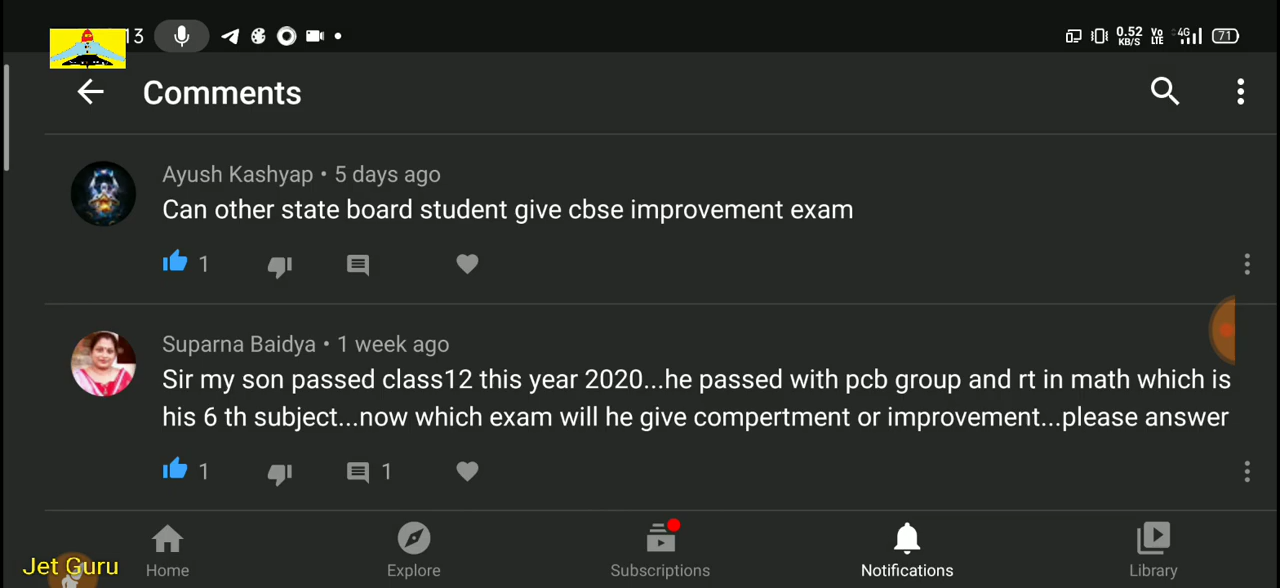 13
0.52
KB/S
Vo
LTE
4G
71
Comments
Ayush Kashyap • 5 days ago
Can other state board student give cbse improvement exam
1
Suparna Baidya • 1 week ago
Sir my son passed class12 this year 2020...he passed with pcb group and rt in math which is
his 6 th subject...now which exam will he give compertment or improvement...please answer
1
1
Jet Guru
Home
Explore
Subscriptions
Notifications
Library